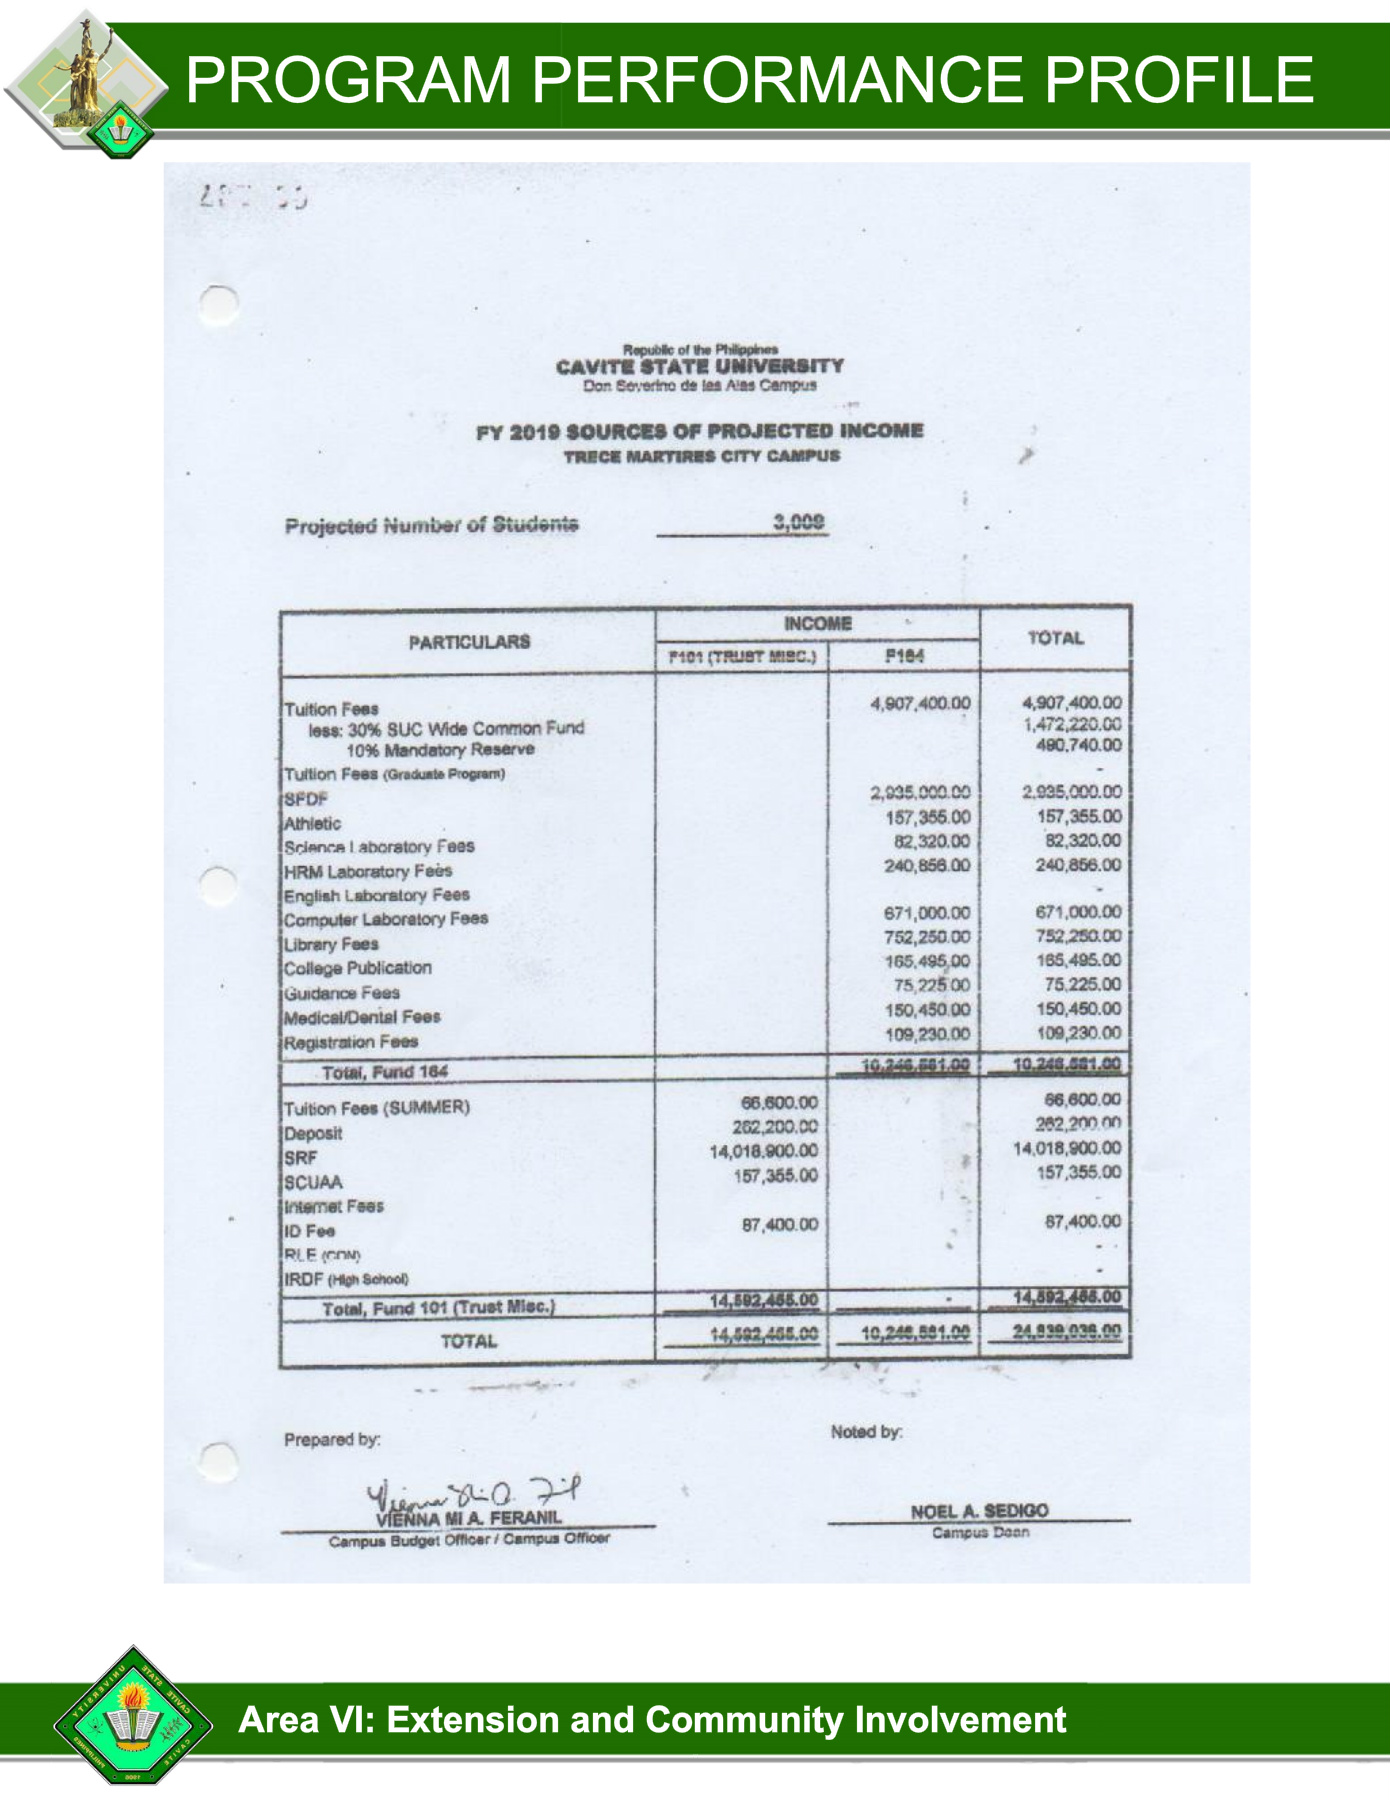 PROGRAM PERFORMANCE PROFILE
Republic of the Philippines
CAVITE STATE UNIVERSITY
Don Severino de las Alas Campus
FY 2019 SOURCES OF PROJECTED INCOME
TRECE MARTIRES CITY CAMPUS
Projected Number of Students 3,009
PARTICULARS INCOME TOTAL
F101 (TRUST MISC.) F164
Tuition Fees 4,907,400.00 4,907,400.00
less: 30% SUC Wide Common Fund 1,472,220.00
10% Mandatory Reserve 490,740.00
Tuition Fees (Graduate Program) -
SFDF 2,935,000.00 2,935,000.00
Athletic 157,355.00 157,355.00
Science Laboratory Fees 82,320.00 82,320.00
HRM Laboratory Fees 240,856.00 240,856.00
English Laboratory Fees -
Computer Laboratory Fees 671,000.00 671,000.00
Library Fees 752,250.00 752,250.00
College Publication 165,495.00 165,495.00
Guidance Fees 75,225.00 75,225.00
Medical/Dental Fees 150,450.00 150,450.00
Registration Fees 109,230.00 109,230.00
Total, Fund 164 10,246,581.00 10,246,581.00
Tuition Fees (SUMMER) 66,600.00 66,600.00
Deposit 262,200.00 262,200.00
SRF 14,018,900.00 14,018,900.00
SCUAA 157,355.00 157,355.00
Internet Fees -
ID Fee 87,400.00 87,400.00
RLE (CON) -
IRDF (High School) -
Total, Fund 101 (Trust Misc.) 14,592,455.00 - 14,592,455.00
TOTAL 14,592,455.00 10,246,581.00 24,839,036.00
Prepared by: Noted by:
VIENNA MI A. FERANIL NOEL A. SEDIGO
Campus Budget Officer / Campus Officer Campus Dean
CAVITE STATE UNIVERSITY
Area VI: Extension and Community Involvement